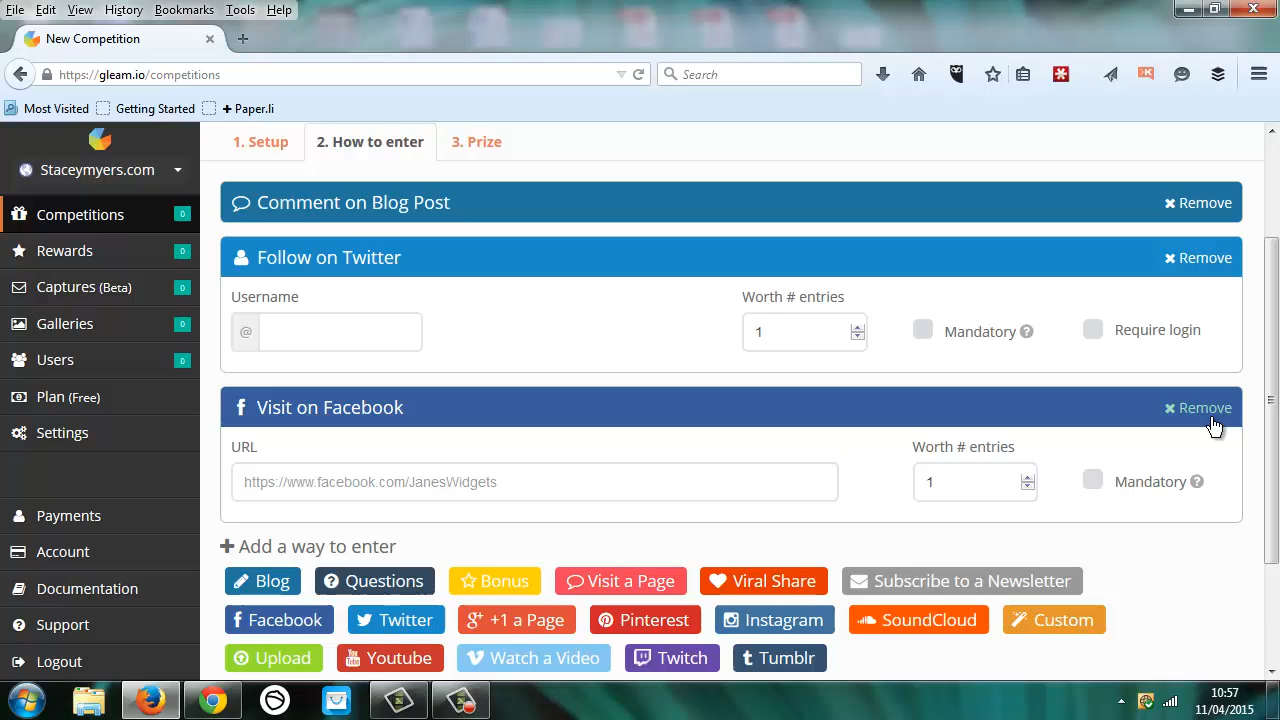 File Edit View History Bookmarks Tools Help
New Competition
https://gleam.io/competitions
Search
Most Visited Getting Started + Paper.li
Staceymyers.com
Competitions 0
Rewards 0
Captures (Beta) 0
Galleries 0
Users 0
Plan (Free)
Settings
Payments
Account
Documentation
Support
Logout
1. Setup 2. How to enter 3. Prize
Comment on Blog Post Remove
Follow on Twitter Remove
Username Worth # entries
@ 1 Mandatory ? Require login
Visit on Facebook Remove
URL Worth # entries
https://www.facebook.com/JanesWidgets 1 Mandatory ?
Add a way to enter
Blog Questions Bonus Visit a Page Viral Share Subscribe to a Newsletter
Facebook Twitter +1 a Page Pinterest Instagram SoundCloud Custom
Upload Youtube Watch a Video Twitch Tumblr
10:57
11/04/2015